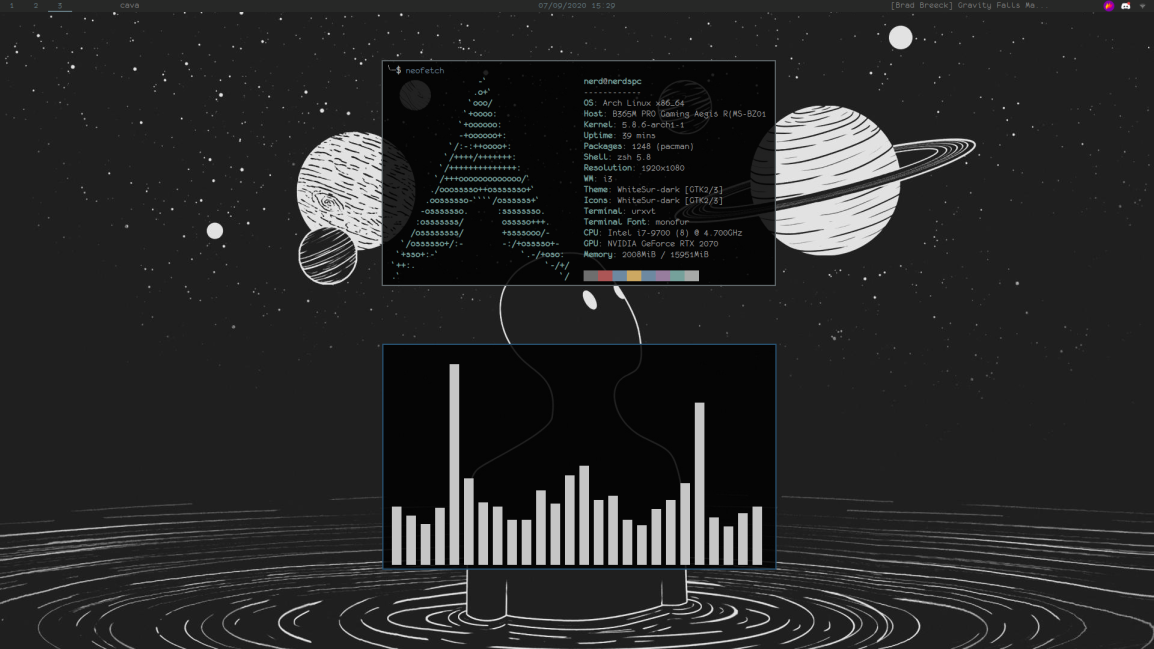 1 2 3 cava 07/09/2020 15:29 [Brad Breeck] Gravity Falls Ma...
└─$ neofetch
nerd@nerdspc
------------
OS: Arch Linux x86_64
Host: B365M PRO Gaming Aegis R(MS-BZ01
Kernel: 5.8.6-arch1-1
Uptime: 39 mins
Packages: 1248 (pacman)
Shell: zsh 5.8
Resolution: 1920x1080
WM: i3
Theme: WhiteSur-dark [GTK2/3]
Icons: WhiteSur-dark [GTK2/3]
Terminal: urxvt
Terminal Font: monofur
CPU: Intel i7-9700 (8) @ 4.700GHz
GPU: NVIDIA GeForce RTX 2070
Memory: 2008MiB / 15951MiB